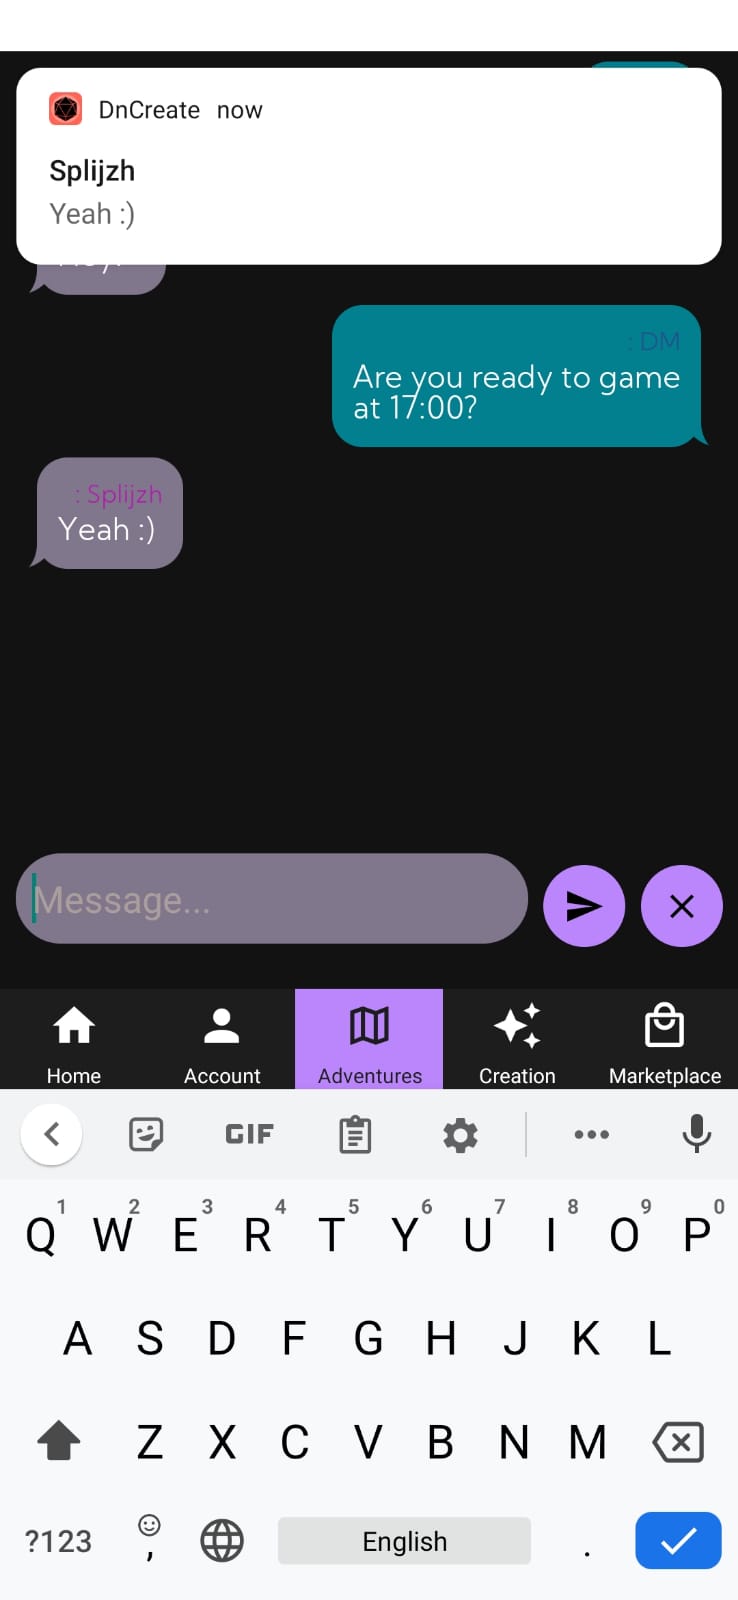 DnCreate now
Splijzh
Yeah :)
: DM
Are you ready to game
at 17:00?
: Splijzh
Yeah :)
Message...
Home Account Adventures Creation Marketplace
GIF
1 2 3 4 5 6 7 8 9 0
Q W E R T Y U I O P
A S D F G H J K L
Z X C V B N M
?123 , English .